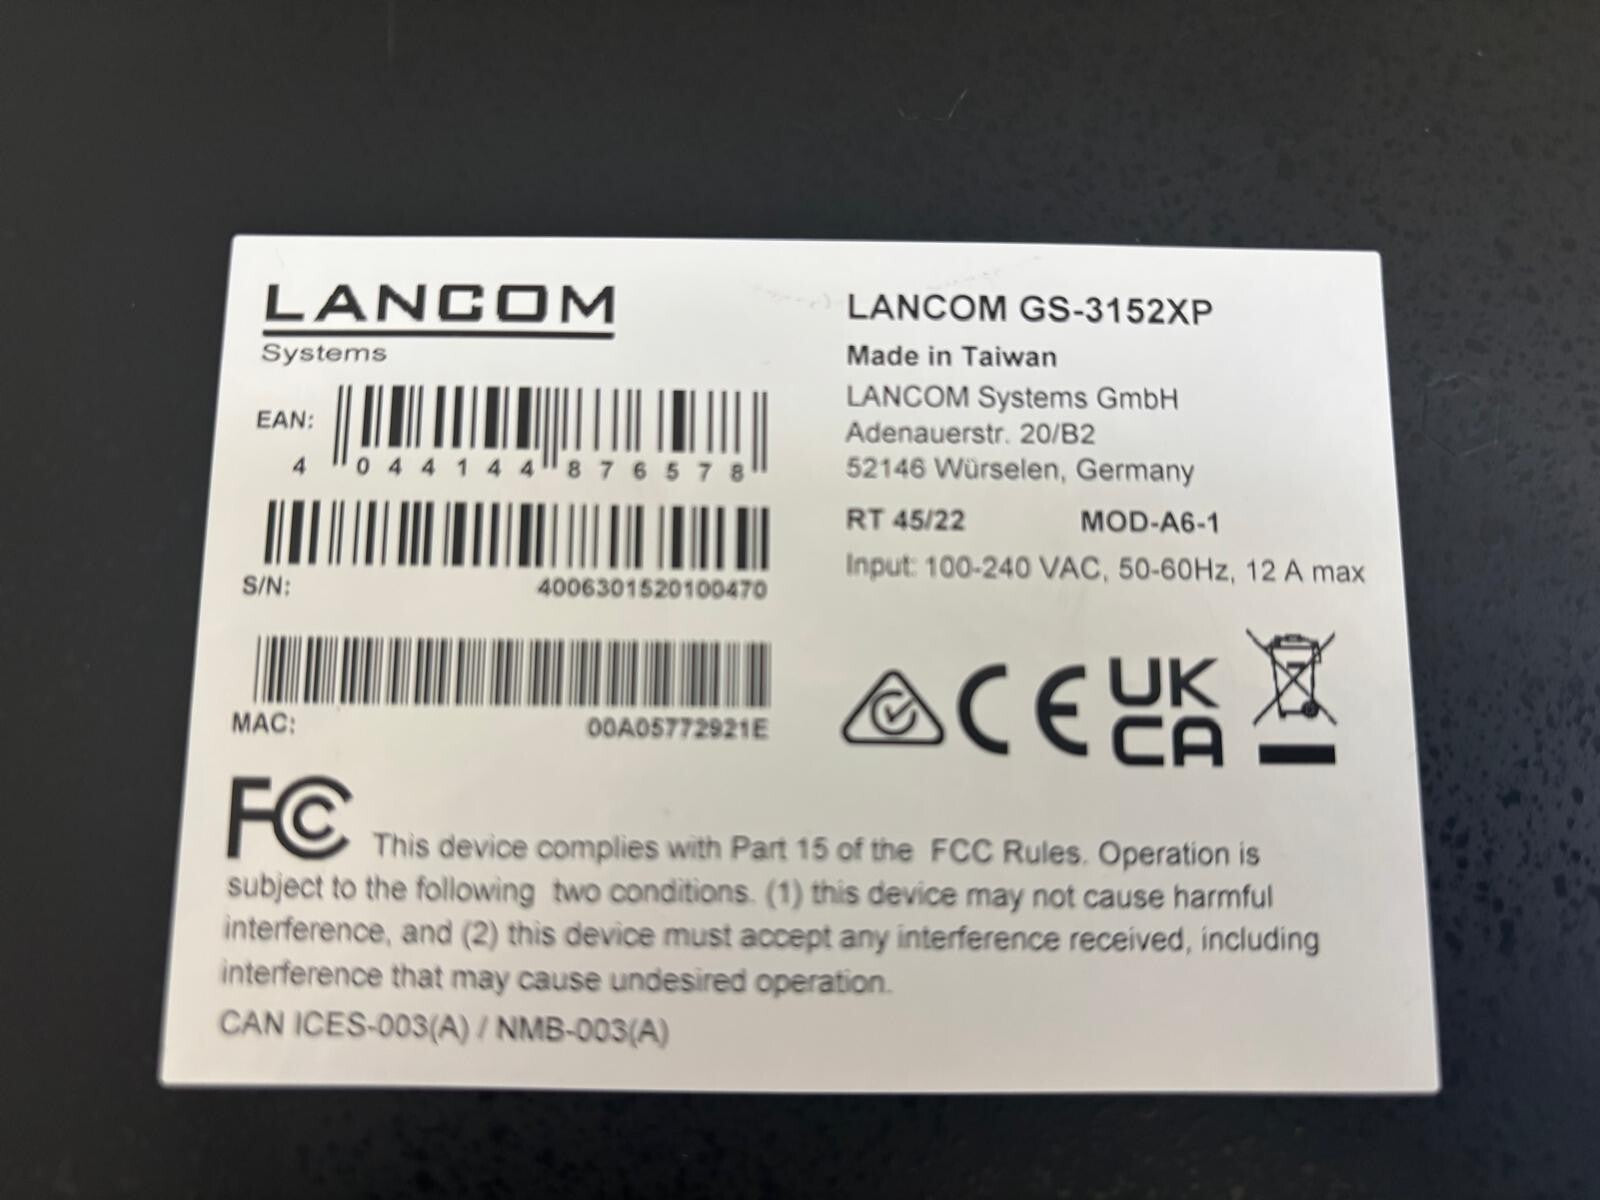 LANCOM
Systems
EAN:
4 044144 876578
S/N:
4006301520100470
MAC:
00A05772921E
LANCOM GS-3152XP
Made in Taiwan
LANCOM Systems GmbH
Adenauerstr. 20/B2
52146 Würselen, Germany
RT 45/22 MOD-A6-1
Input: 100-240 VAC, 50-60Hz, 12 A max
CE
UK
CA
FC This device complies with Part 15 of the FCC Rules. Operation is
subject to the following two conditions. (1) this device may not cause harmful
interference, and (2) this device must accept any interference received, including
interference that may cause undesired operation.
CAN ICES-003(A) / NMB-003(A)